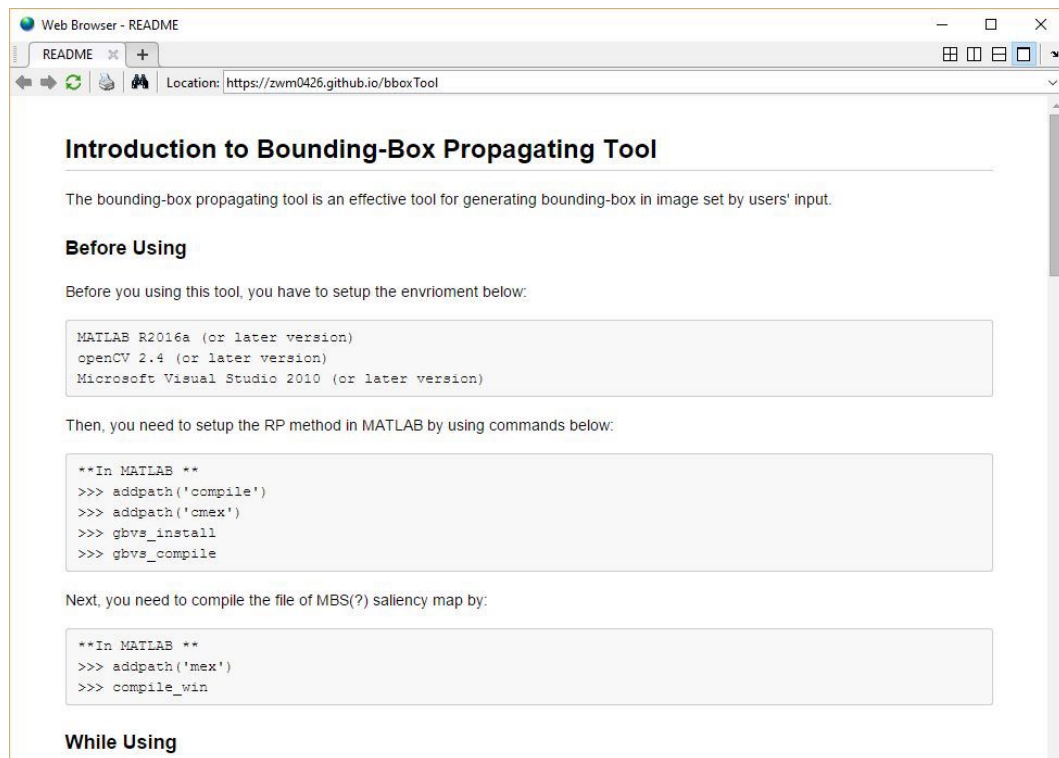 Web Browser - README
README
Location: https://zwm0426.github.io/bboxTool
Introduction to Bounding-Box Propagating Tool
The bounding-box propagating tool is an effective tool for generating bounding-box in image set by users' input.
Before Using
Before you using this tool, you have to setup the envrioment below:
MATLAB R2016a (or later version)
openCV 2.4 (or later version)
Microsoft Visual Studio 2010 (or later version)
Then, you need to setup the RP method in MATLAB by using commands below:
**In MATLAB **
>>> addpath('compile')
>>> addpath('cmex')
>>> gbvs_install
>>> gbvs_compile
Next, you need to compile the file of MBS(?) saliency map by:
**In MATLAB **
>>> addpath('mex')
>>> compile_win
While Using